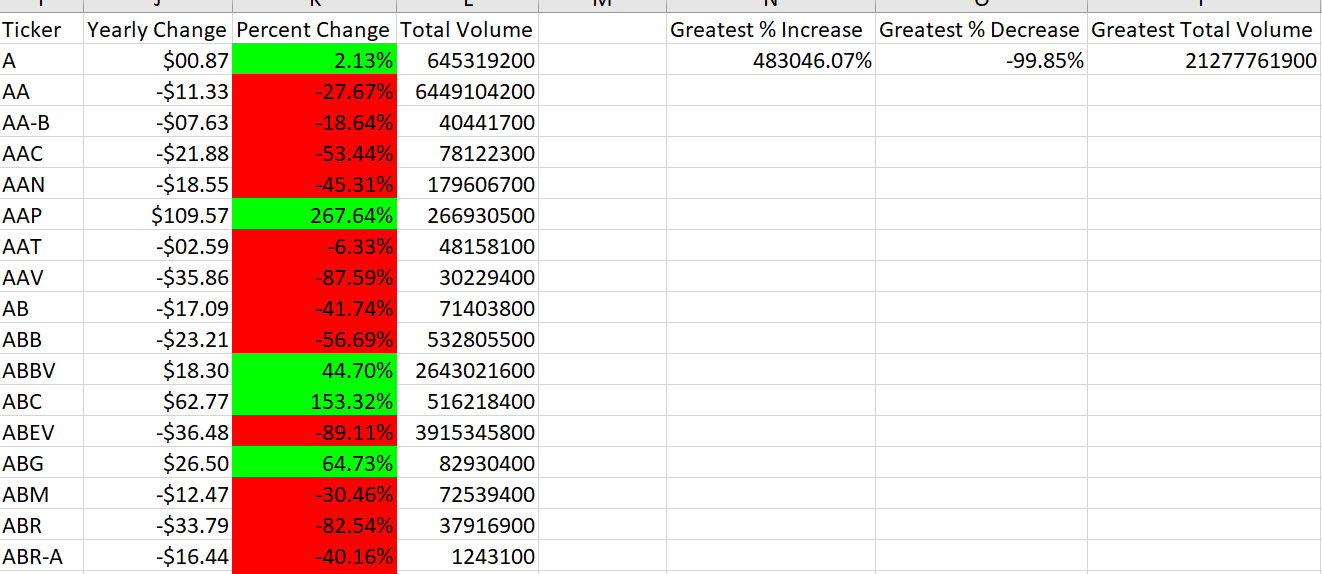 Ticker Yearly Change Percent Change Total Volume Greatest % Increase Greatest % Decrease Greatest Total Volume
A $00.87 2.13% 645319200 483046.07% -99.85% 21277761900
AA -$11.33 -27.67% 6449104200
AA-B -$07.63 -18.64% 40441700
AAC -$21.88 -53.44% 78122300
AAN -$18.55 -45.31% 179606700
AAP $109.57 267.64% 266930500
AAT -$02.59 -6.33% 48158100
AAV -$35.86 -87.59% 30229400
AB -$17.09 -41.74% 71403800
ABB -$23.21 -56.69% 532805500
ABBV $18.30 44.70% 2643021600
ABC $62.77 153.32% 516218400
ABEV -$36.48 -89.11% 3915345800
ABG $26.50 64.73% 82930400
ABM -$12.47 -30.46% 72539400
ABR -$33.79 -82.54% 37916900
ABR-A -$16.44 -40.16% 1243100